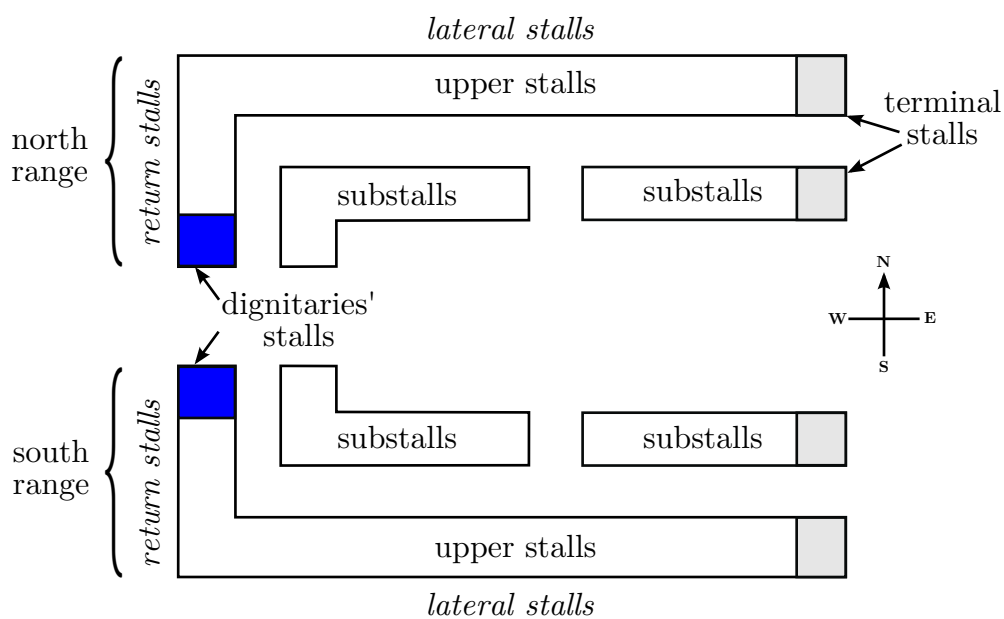 lateral stalls
upper stalls
terminal
stalls
north
range
return stalls
substalls
substalls
dignitaries'
stalls
N
W
E
S
south
range
return stalls
substalls
substalls
upper stalls
lateral stalls